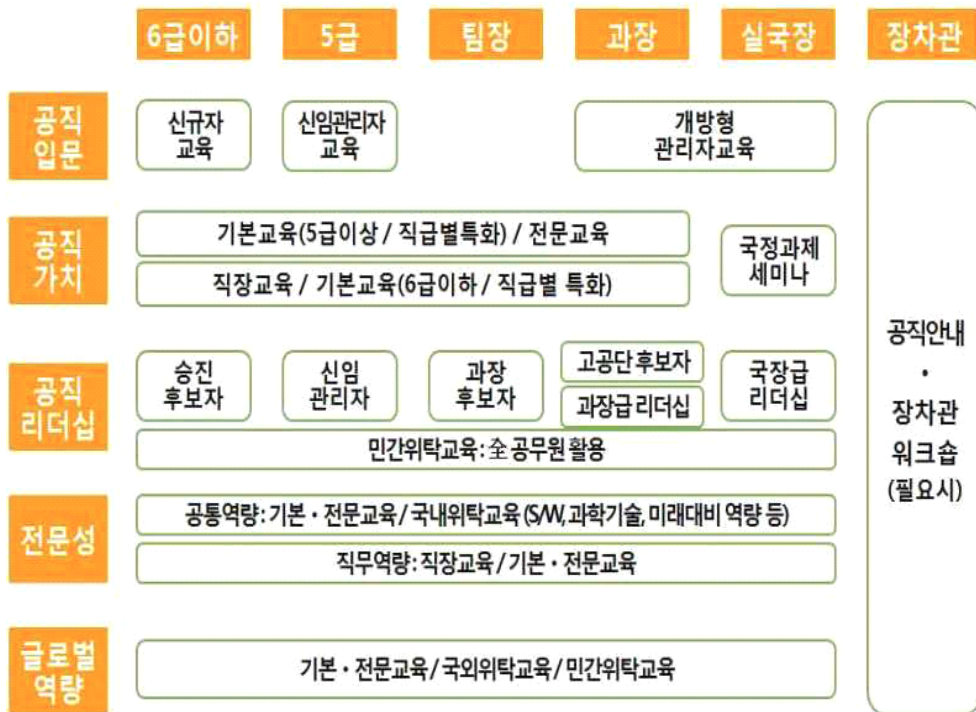 6급이하 5급 팀장 과장 실국장 장차관
공직
입문
신규자
교육
신임관리자
교육
개방형
관리자교육
공직
가치
기본교육(5급이상 / 직급별특화) / 전문교육
직장교육 / 기본교육(6급이하 / 직급별 특화)
국정과제
세미나
공직
리더십
승진
후보자
신임
관리자
과장
후보자
고공단 후보자
과장급 리더십
국장급
리더십
민간위탁교육 : 全 공무원 활용
전문성
공통역량 : 기본・전문교육 / 국내위탁교육 (S/W, 과학기술, 미래대비 역량 등)
직무역량 : 직장교육 / 기본・전문교육
글로벌
역량
기본・전문교육 / 국외위탁교육 / 민간위탁교육
공직안내
・
장차관
워크숍
(필요시)